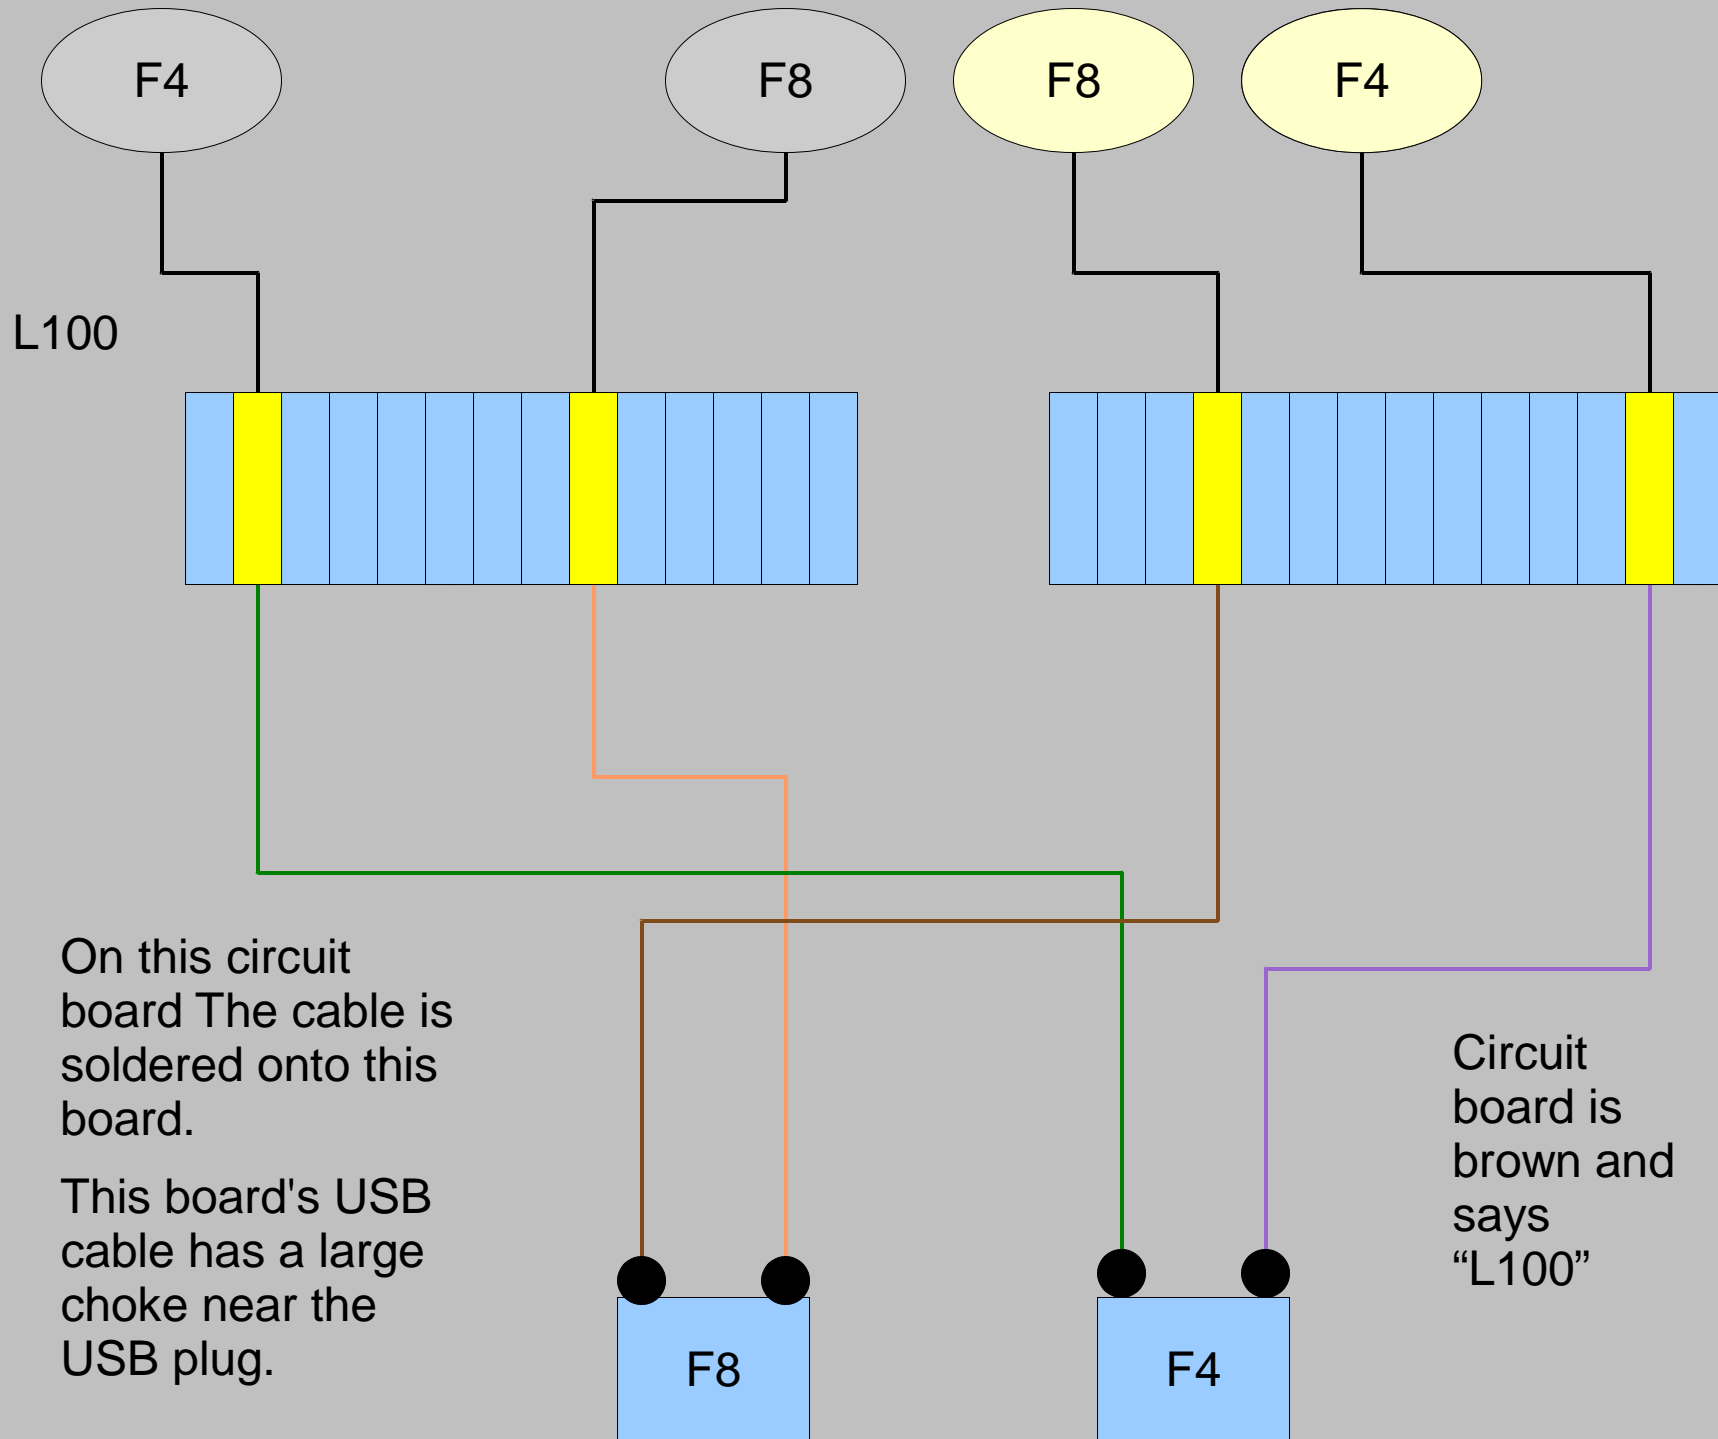 F4
F8
F8
F4
L100
On this circuit
board The cable is
soldered onto this
board.
This board's USB
cable has a large
choke near the
USB plug.
Circuit
board is
brown and
says
“L100”
F8
F4